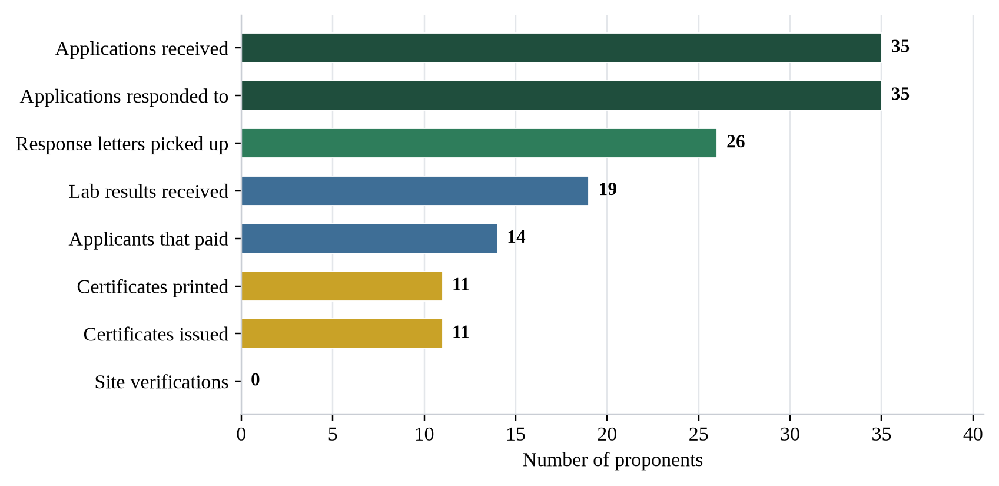 Applications received 35
Applications responded to 35
Response letters picked up 26
Lab results received 19
Applicants that paid 14
Certificates printed 11
Certificates issued 11
Site verifications 0
0 5 10 15 20 25 30 35 40
Number of proponents